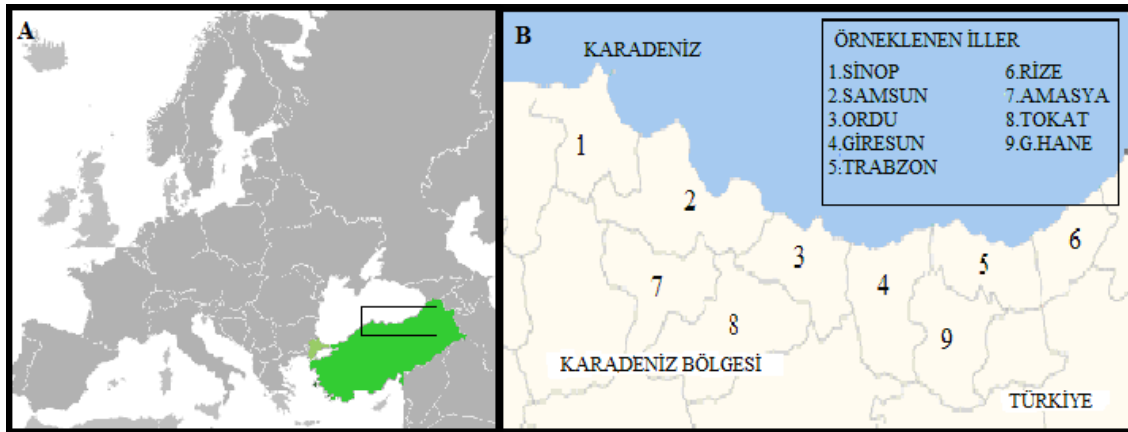 A
B
KARADENİZ
ÖRNEKLENEN İLLER
1.SİNOP 6.RİZE
2.SAMSUN 7.AMASYA
3.ORDU 8.TOKAT
4.GİRESUN 9.G.HANE
5:TRABZON
1
2
3
4
5
6
7
8
9
KARADENİZ BÖLGESİ
TÜRKİYE